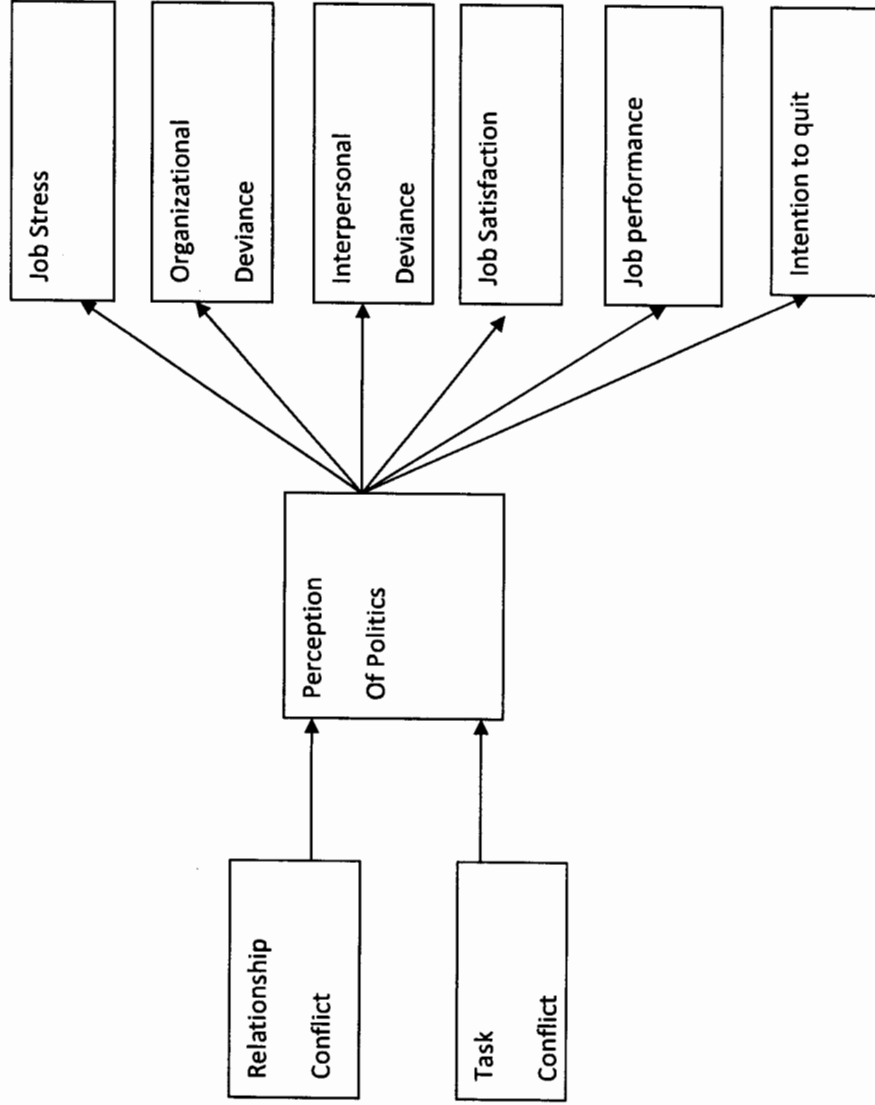 Relationship
Conflict
Task
Conflict
Perception
Of Politics
Job Stress
Organizational
Deviance
Interpersonal
Deviance
Job Satisfaction
Job performance
Intention to quit